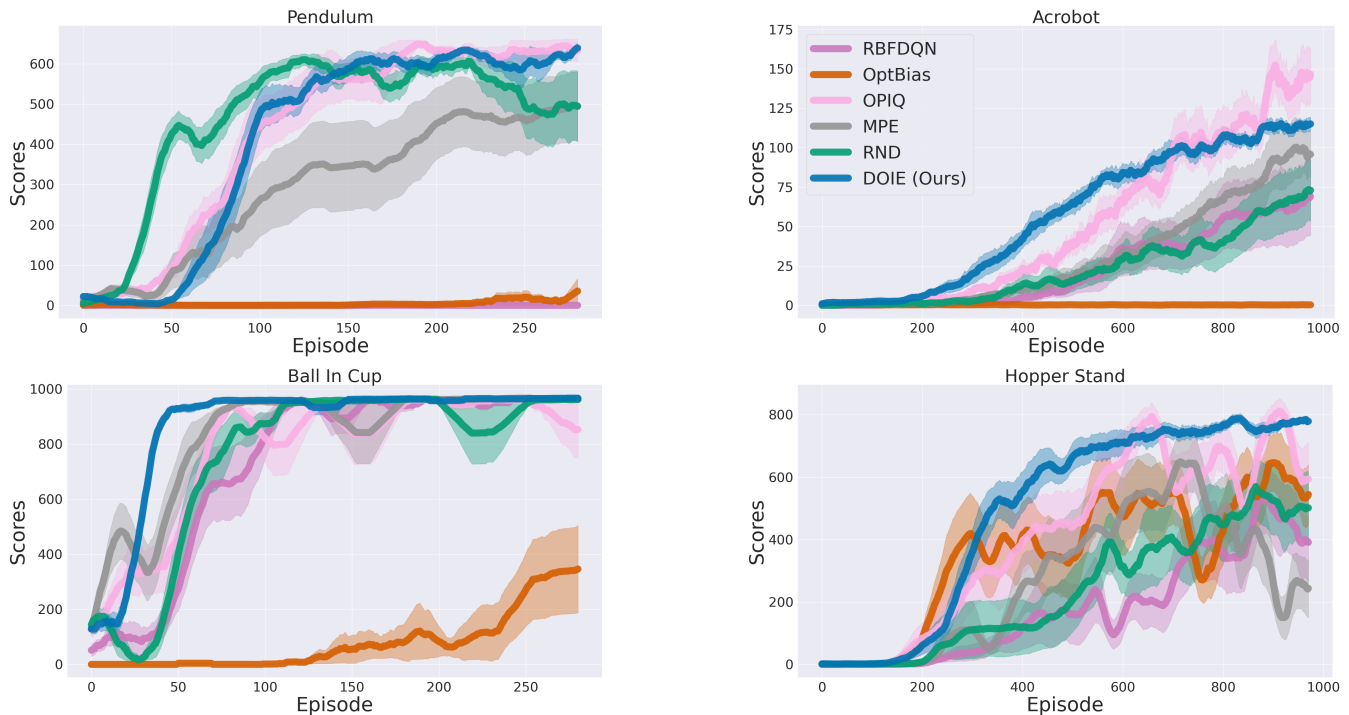 Pendulum
Scores
600
500
400
300
200
100
0
0 50 100 150 200 250
Episode
Acrobot
Scores
175
150
125
100
75
50
25
0
RBFDQN
OptBias
OPIQ
MPE
RND
DOIE (Ours)
0 200 400 600 800 1000
Episode
Ball In Cup
Scores
1000
800
600
400
200
0
0 50 100 150 200 250
Episode
Hopper Stand
Scores
800
600
400
200
0
0 200 400 600 800 1000
Episode